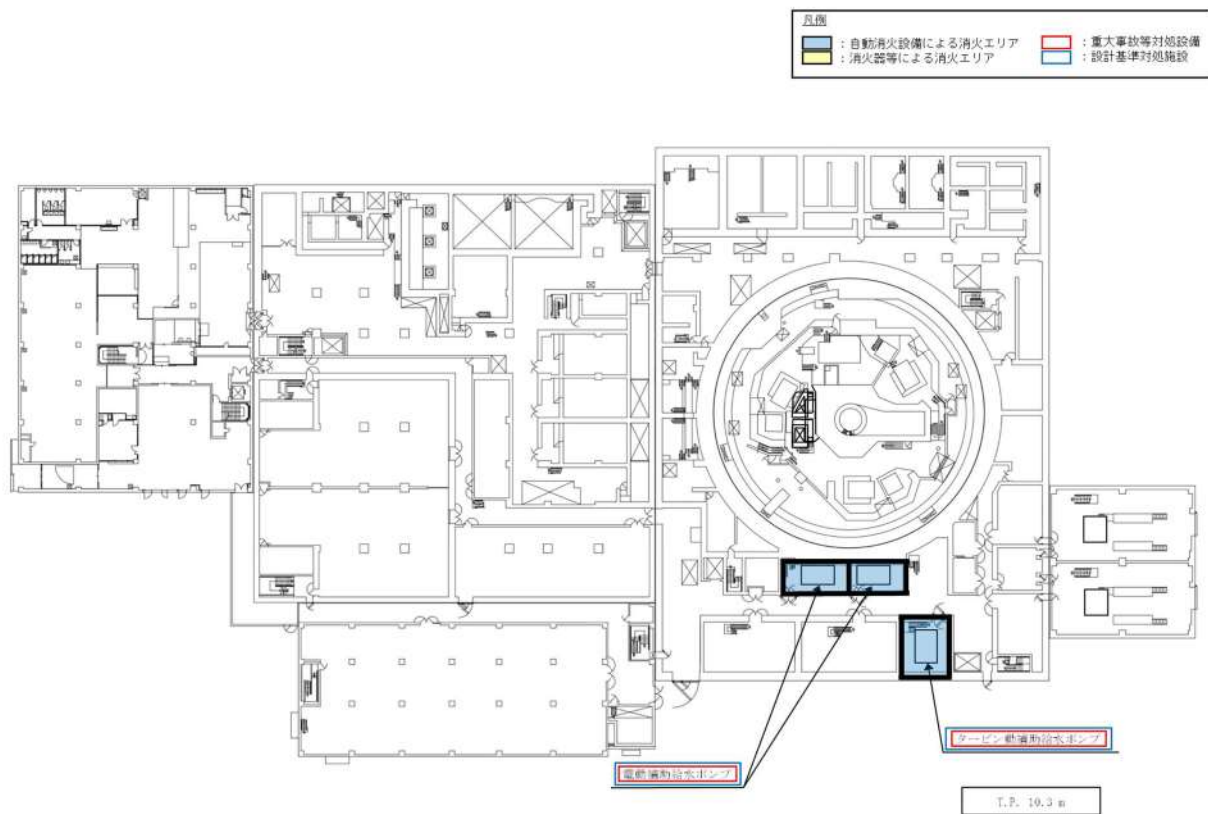 凡例
：自動消火設備による消火エリア
：重大事故等対処設備
：消火器等による消火エリア
：設計基準対処施設
タービン動補助給水ポンプ
電動補助給水ポンプ
T.P. 10.3 m